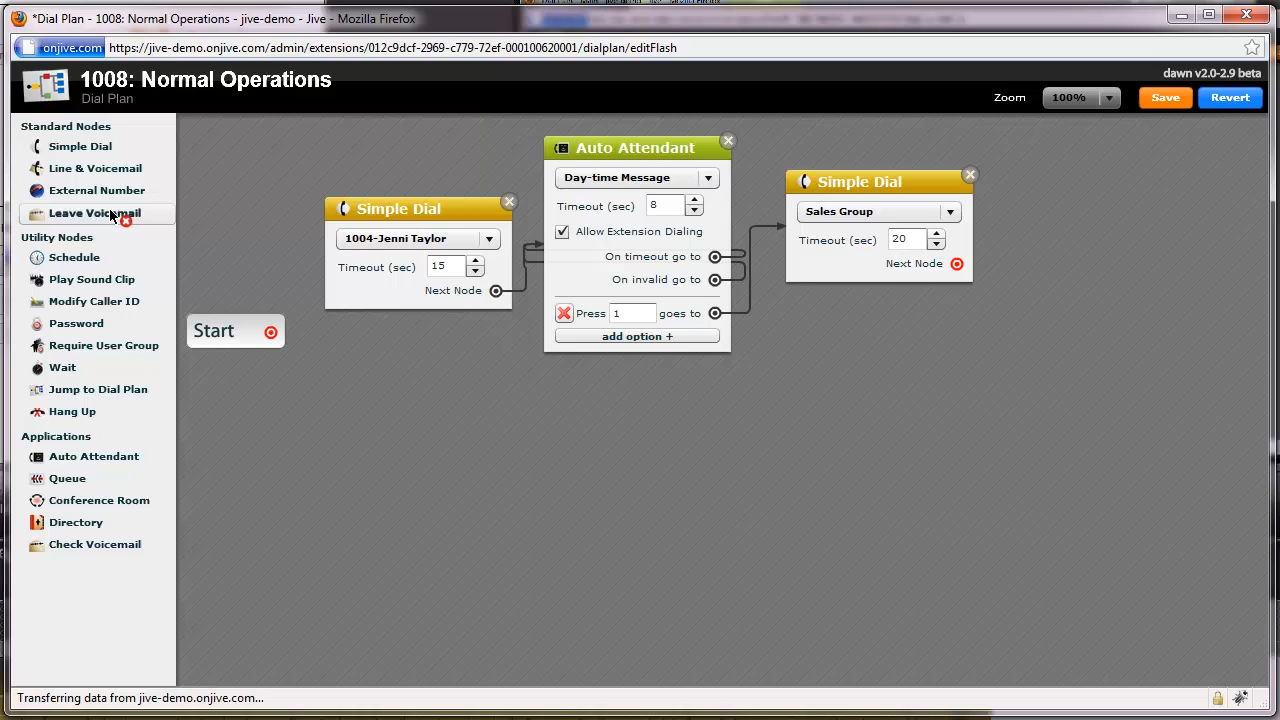 *Dial Plan - 1008: Normal Operations - jive-demo - Jive - Mozilla Firefox
onjive.com https://jive-demo.onjive.com/admin/extensions/012c9dcf-2969-c779-72ef-000100620001/dialplan/editFlash
dawn v2.0-2.9 beta
1008: Normal Operations
Dial Plan
Zoom 100% Save Revert
Standard Nodes
Simple Dial
Line & Voicemail
External Number
Leave Voicemail
Utility Nodes
Schedule
Play Sound Clip
Modify Caller ID
Password
Require User Group
Wait
Jump to Dial Plan
Hang Up
Applications
Auto Attendant
Queue
Conference Room
Directory
Check Voicemail
Start
Simple Dial
1004-Jenni Taylor
Timeout (sec) 15
Next Node
Auto Attendant
Day-time Message
Timeout (sec) 8
Allow Extension Dialing
On timeout go to
On invalid go to
Press 1 goes to
add option +
Simple Dial
Sales Group
Timeout (sec) 20
Next Node
Transferring data from jive-demo.onjive.com...